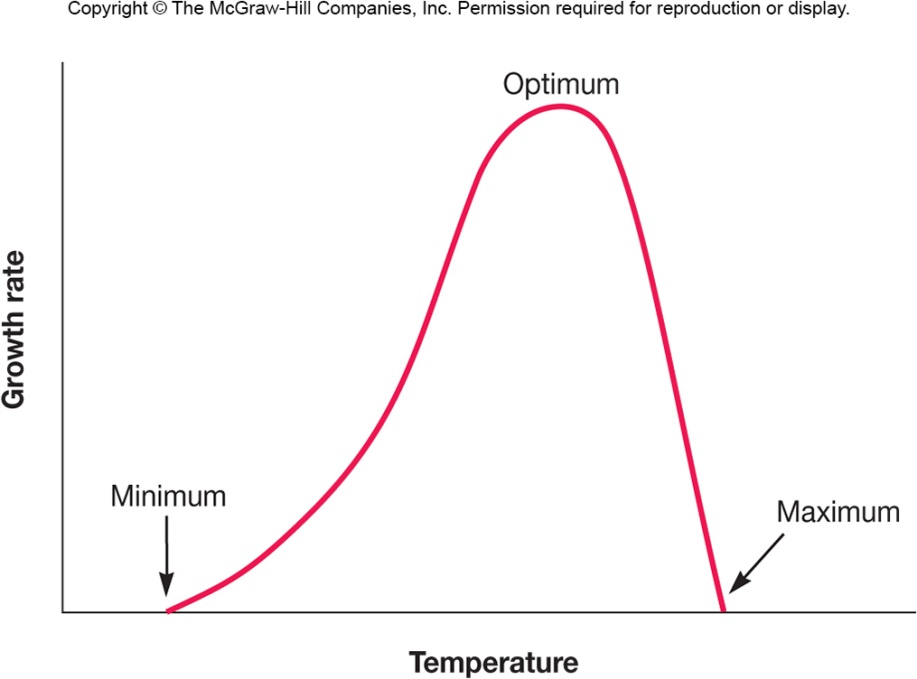 Copyright © The McGraw-Hill Companies, Inc. Permission required for reproduction or display.
Optimum
Growth rate
Minimum
Maximum
Temperature